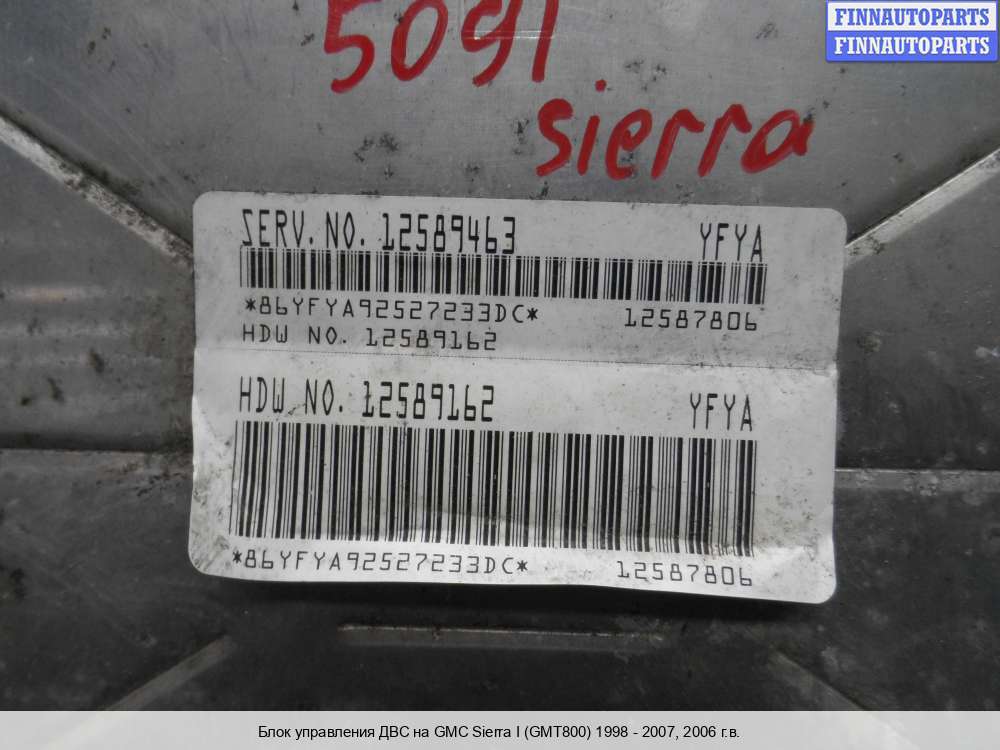 FINNAUTOPARTS
FINNAUTOPARTS
5091
sierra
SERV. NO. 12589463 YFYA
*86YFYA92527233DC* 12587806
HDW NO. 12589162
HDW NO. 12589162 YFYA
*86YFYA92527233DC* 12587806
Блок управления ДВС на GMC Sierra I (GMT800) 1998 - 2007, 2006 г.в.